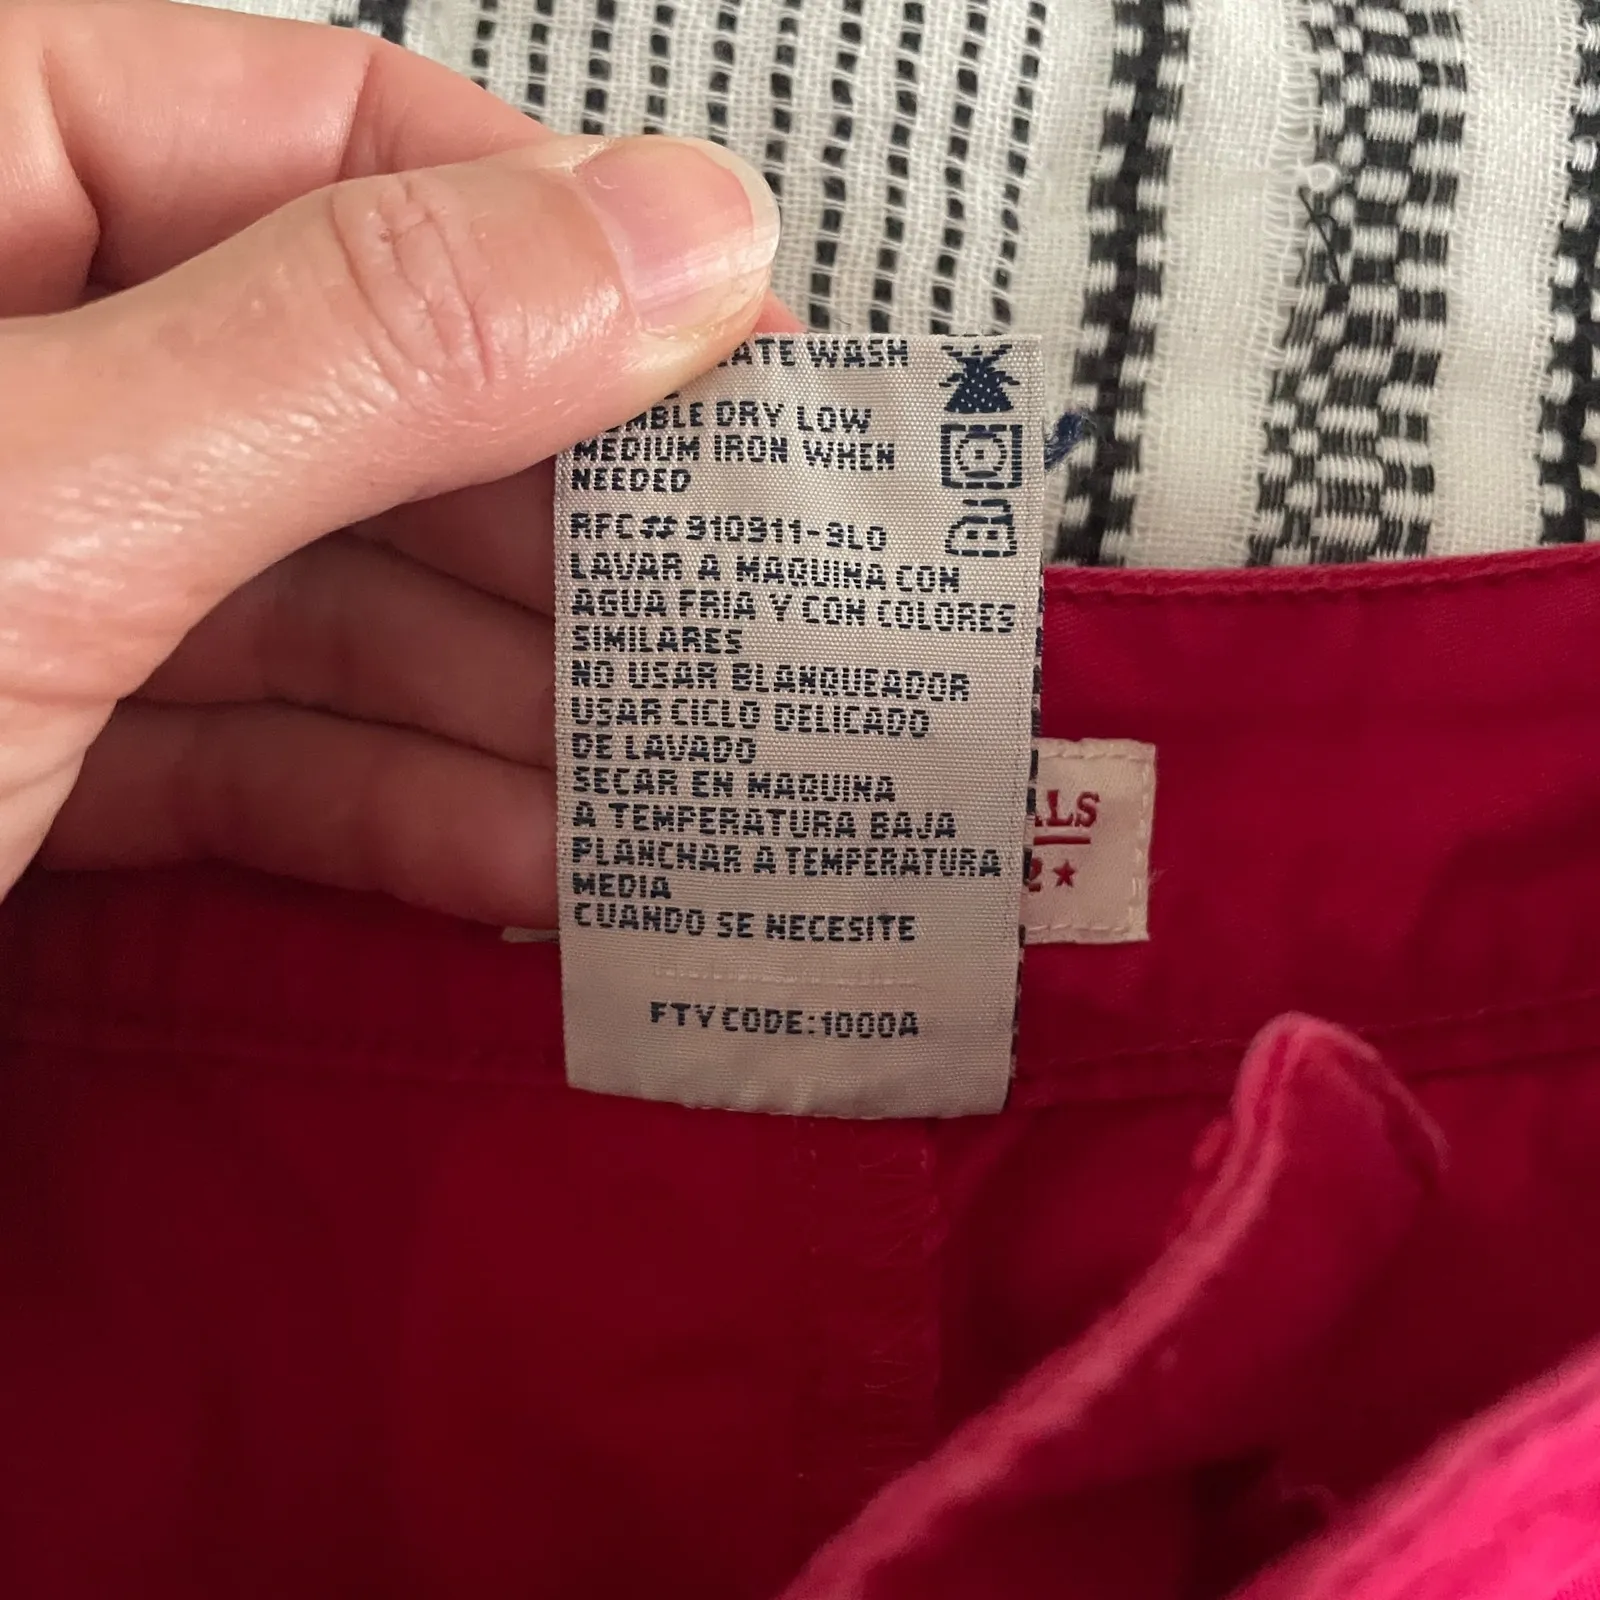 WASH
DRY LOW
MEDIUM IRON WHEN
NEEDED
RFC# 910911-9L0
LAVAR A MAQUINA CON
AGUA FRIA Y CON COLORES
SIMILARES
NO USAR BLANQUEADOR
USAR CICLO DELICADO
DE LAVADO
SECAR EN MAQUINA
A TEMPERATURA BAJA
PLANCHAR A TEMPERATURA
MEDIA
CUANDO SE NECESITE
FTY CODE:1000A